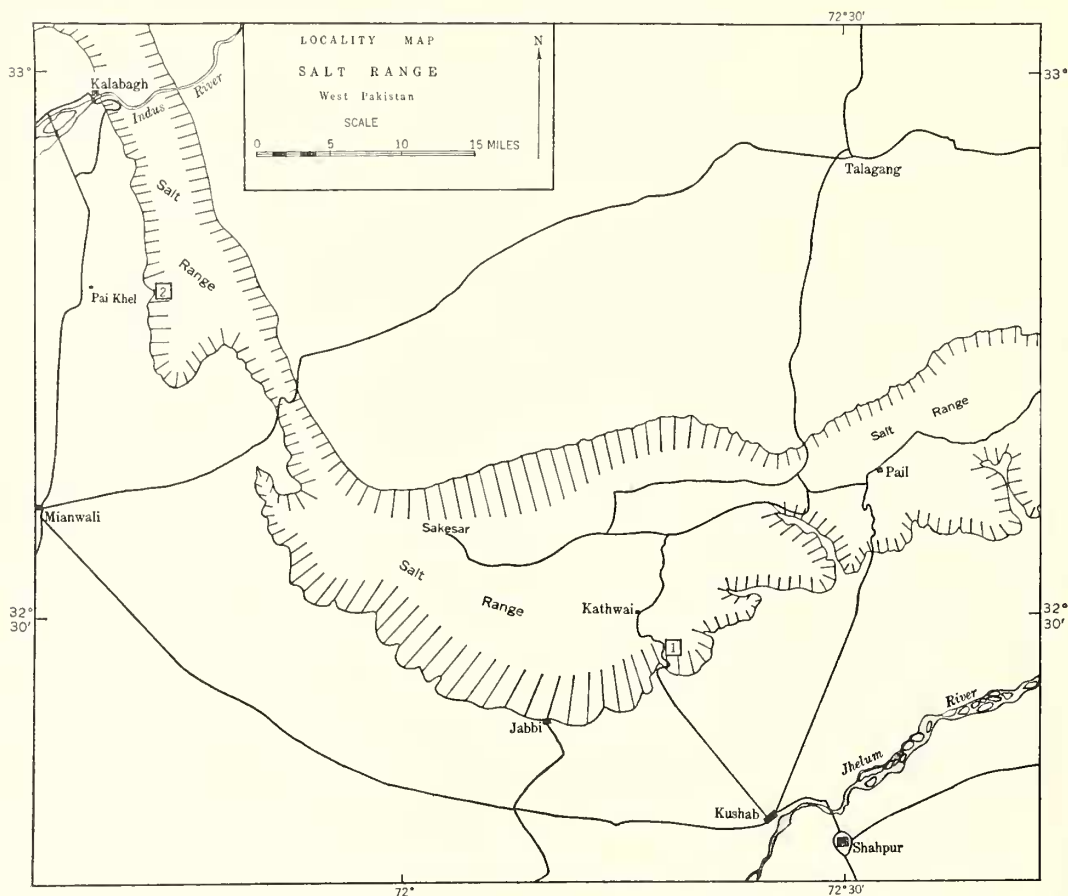 72°30'
LOCALITY MAP
N
SALT RANGE
West Pakistan
SCALE
0 5 10 15 MILES
33°
33°
Kalabagh
Indus River
Talagang
Salt
Range
Pai Khel
2
Salt Range
Pail
Mianwali
Sakesar
Salt
Range
Kathwai
32°
30'
32°
30'
1
Jabbi
Jhelum River
Kushab
Shahpur
72°
72°30'